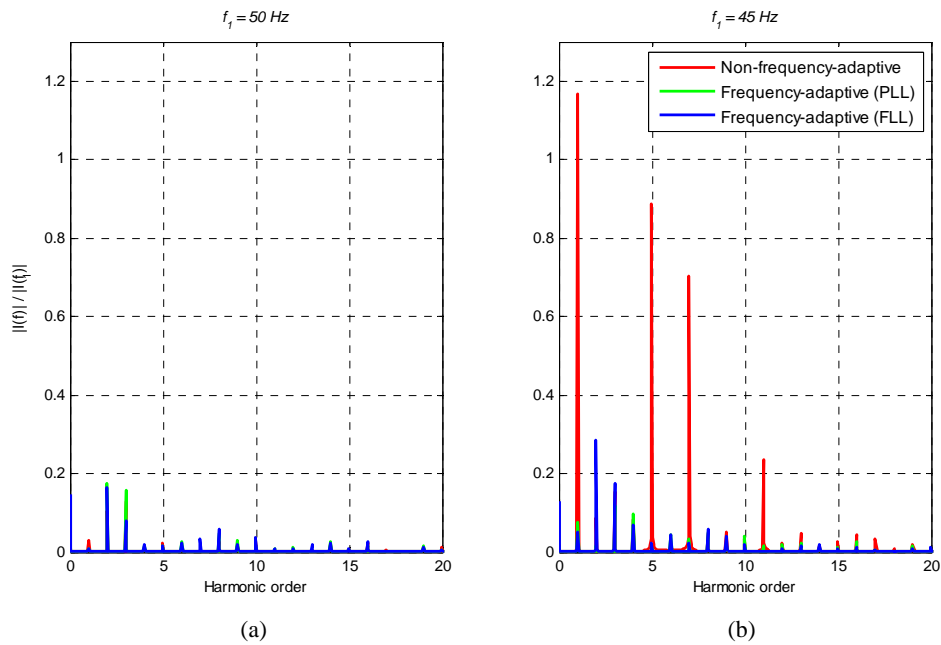 f1 = 50 Hz
1.2
1
0.8
0.6
0.4
0.2
0
0
5
10
15
20
|I(f)| / |I(f1)|
Harmonic order
(a)
f1 = 45 Hz
Non-frequency-adaptive
Frequency-adaptive (PLL)
Frequency-adaptive (FLL)
1.2
1
0.8
0.6
0.4
0.2
0
0
5
10
15
20
Harmonic order
(b)